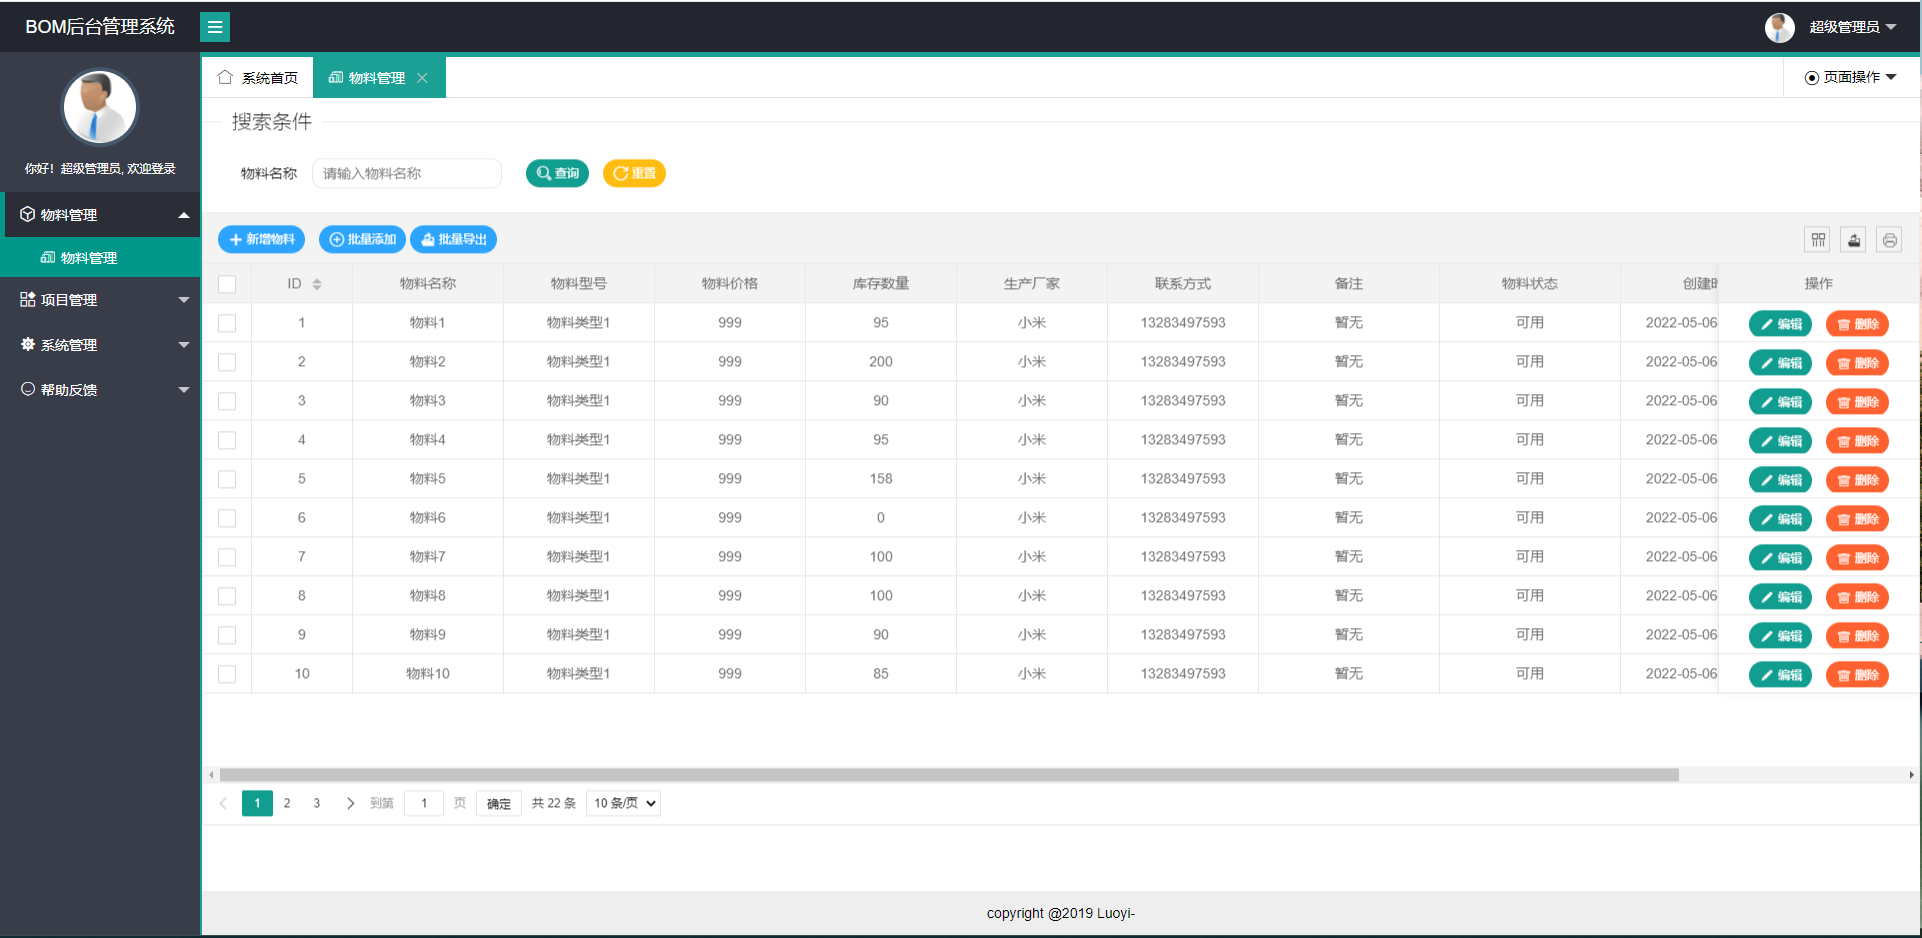 BOM后台管理系统
超级管理员
你好！超级管理员, 欢迎登录
物料管理
物料管理
项目管理
系统管理
帮助反馈
系统首页
物料管理
页面操作
搜索条件
物料名称 请输入物料名称 查询 重置
新增物料 批量添加 批量导出
ID 物料名称 物料型号 物料价格 库存数量 生产厂家 联系方式 备注 物料状态 创建 操作
1 物料1 物料类型1 999 95 小米 13283497593 暂无 可用 2022-05-06 编辑 删除
2 物料2 物料类型1 999 200 小米 13283497593 暂无 可用 2022-05-06 编辑 删除
3 物料3 物料类型1 999 90 小米 13283497593 暂无 可用 2022-05-06 编辑 删除
4 物料4 物料类型1 999 95 小米 13283497593 暂无 可用 2022-05-06 编辑 删除
5 物料5 物料类型1 999 158 小米 13283497593 暂无 可用 2022-05-06 编辑 删除
6 物料6 物料类型1 999 0 小米 13283497593 暂无 可用 2022-05-06 编辑 删除
7 物料7 物料类型1 999 100 小米 13283497593 暂无 可用 2022-05-06 编辑 删除
8 物料8 物料类型1 999 100 小米 13283497593 暂无 可用 2022-05-06 编辑 删除
9 物料9 物料类型1 999 90 小米 13283497593 暂无 可用 2022-05-06 编辑 删除
10 物料10 物料类型1 999 85 小米 13283497593 暂无 可用 2022-05-06 编辑 删除
1 2 3 到第 1 页 确定 共 22 条 10 条/页
copyright @2019 Luoyi-